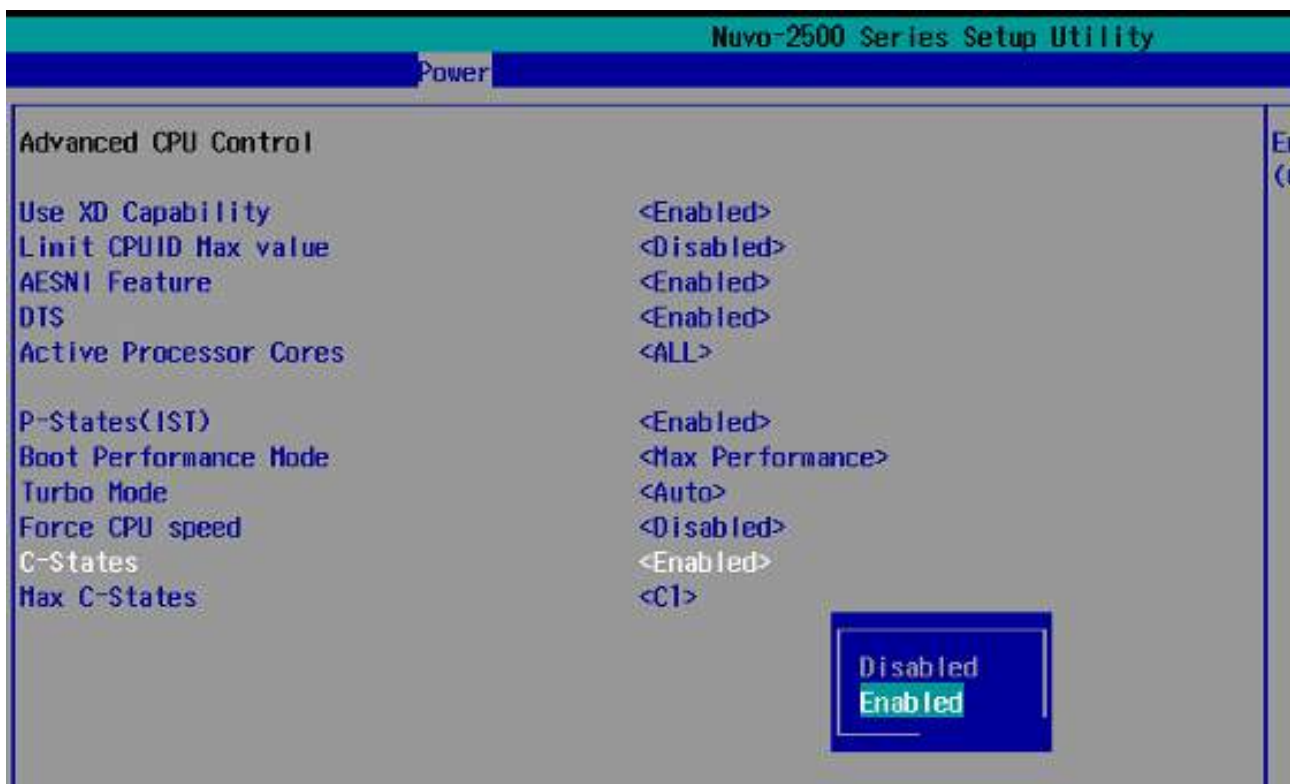 Nuvo-2500 Series Setup Utility
Power
Advanced CPU Control
Use XD Capability <Enabled>
Limit CPUID Max value <Disabled>
AESNI Feature <Enabled>
DTS <Enabled>
Active Processor Cores <ALL>
P-States(IST) <Enabled>
Boot Performance Mode <Max Performance>
Turbo Mode <Auto>
Force CPU speed <Disabled>
C-States <Enabled>
Max C-States <C1>
Disabled
Enabled